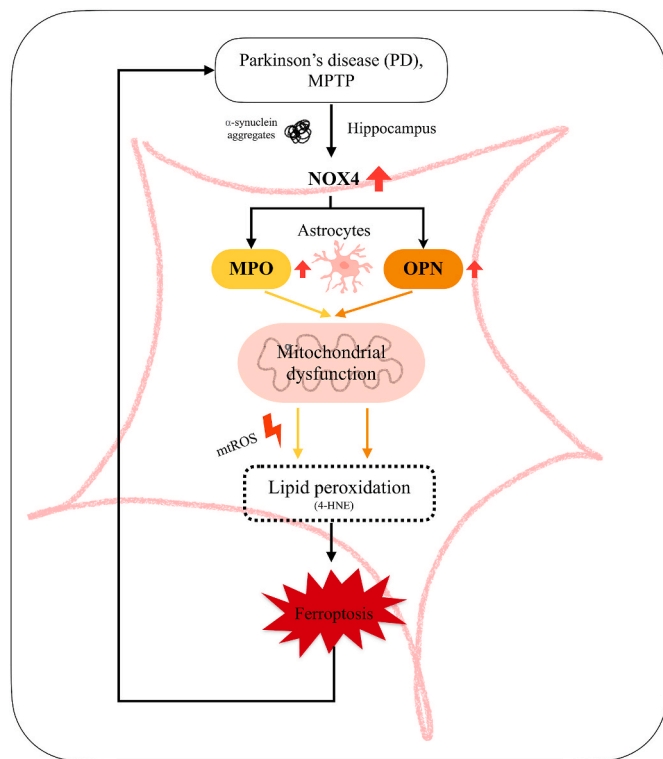 Parkinson's disease (PD),
MPTP
α-synuclein
aggregates
Hippocampus
NOX4
Astrocytes
MPO
OPN
Mitochondrial
dysfunction
mtROS
Lipid peroxidation
(4-HNE)
Ferroptosis